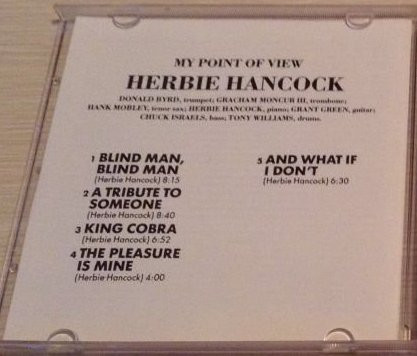 MY POINT OF VIEW
HERBIE HANCOCK
DONALD BYRD, trumpet; GRACHAM MONCUR III, trombone;
HANK MOBLEY, tenor sax; HERBIE HANCOCK, piano; GRANT GREEN, guitar;
CHUCK ISRAELS, bass; TONY WILLIAMS, drums.
1 BLIND MAN,
BLIND MAN
(Herbie Hancock) 8:15
2 A TRIBUTE TO
SOMEONE
(Herbie Hancock) 8:40
3 KING COBRA
(Herbie Hancock) 6:52
4 THE PLEASURE
IS MINE
(Herbie Hancock) 4:00
5 AND WHAT IF
I DON'T
(Herbie Hancock) 6:30